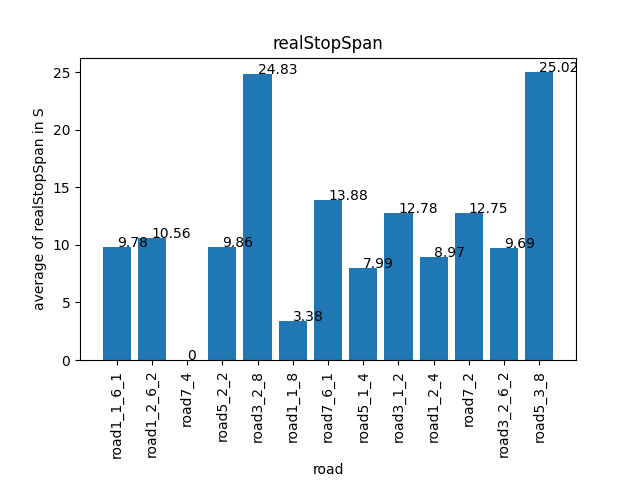 realStopSpan
average of realStopSpan in S
25
20
15
10
5
0
9.78
10.56
0
9.86
24.83
3.38
13.88
7.99
12.78
8.97
12.75
9.69
25.02
road1_1_6_1
road1_2_6_2
road7_4
road5_2_2
road3_2_8
road1_1_8
road7_6_1
road5_1_4
road3_1_2
road1_2_4
road7_2
road3_2_6_2
road5_3_8
road